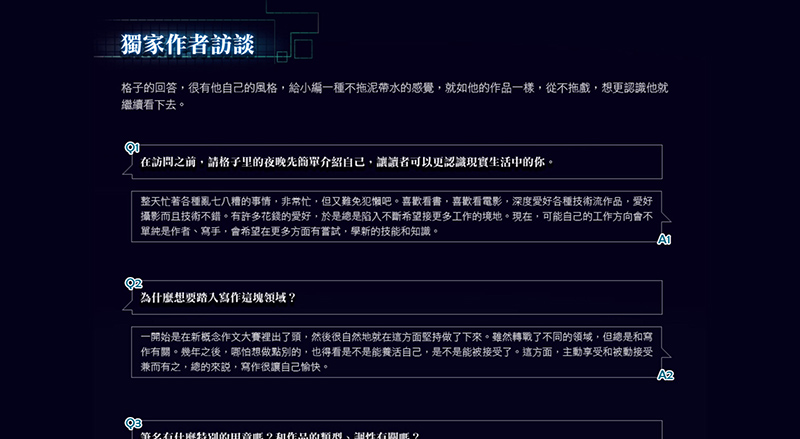 獨家作者訪談
格子的回答，很有他自己的風格，給小編一種不拖泥帶水的感覺，就如他的作品一樣，從不拖戲，想更認識他就
繼續看下去。
Q1
在訪問之前，請格子里的夜晚先簡單介紹自己，讓讀者可以更認識現實生活中的你。
整天忙著各種亂七八糟的事情，非常忙，但又難免犯懶吧。喜歡看書，喜歡看電影，深度愛好各種技術流作品，愛好
攝影而且技術不錯。有許多花錢的愛好，於是總是陷入不斷希望接更多工作的境地。現在，可能自己的工作方向會不
單純是作者、寫手，會希望在更多方面有嘗試，學新的技能和知識。
A1
Q2
為什麼想要踏入寫作這塊領域？
一開始是在新概念作文大賽裡出了頭，然後很自然地就在這方面堅持做了下來。雖然轉戰了不同的領域，但總是和寫
作有關。幾年之後，哪怕想做點別的，也得看是不是能養活自己，是不是能被接受了。這方面，主動享受和被動接受
兼而有之，總的來說，寫作很讓自己愉快。
A2
Q3
筆名有什麼特別的用意嗎？和作品的類型、調性有關嗎？